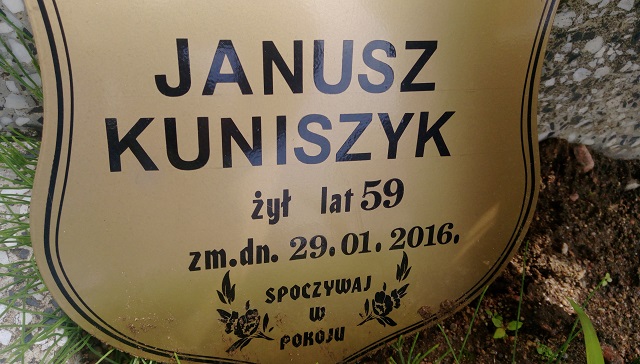 JANUSZ
KUNISZYK
żył lat 59
zm.dn. 29.01.2016.
SPOCZYWAJ
W
POKOJU